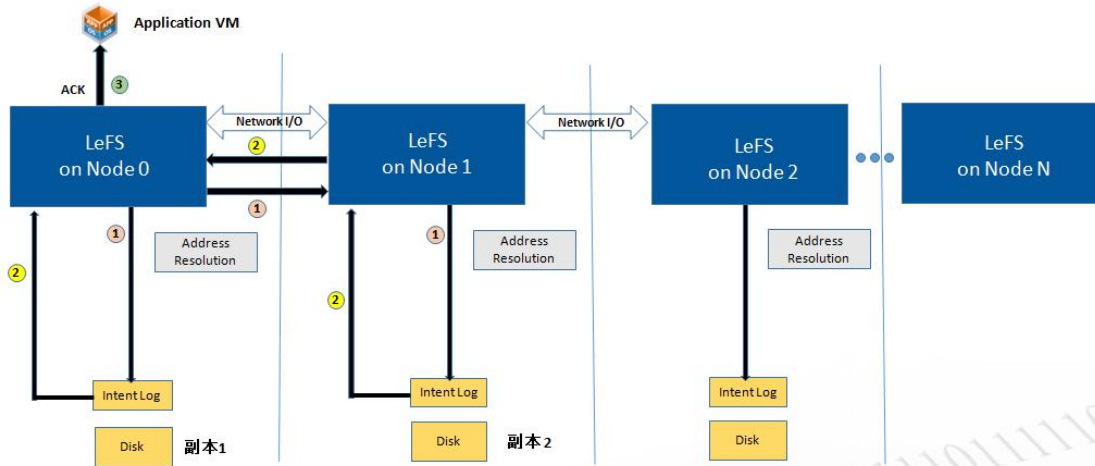 Application VM
ACK
3
LeFS
on Node 0
Network I/O
2
1
LeFS
on Node 1
Network I/O
LeFS
on Node 2
LeFS
on Node N
1
Address
Resolution
2
1
Address
Resolution
2
Address
Resolution
Intent Log
Intent Log
Intent Log
Disk
副本1
Disk
副本2
Disk